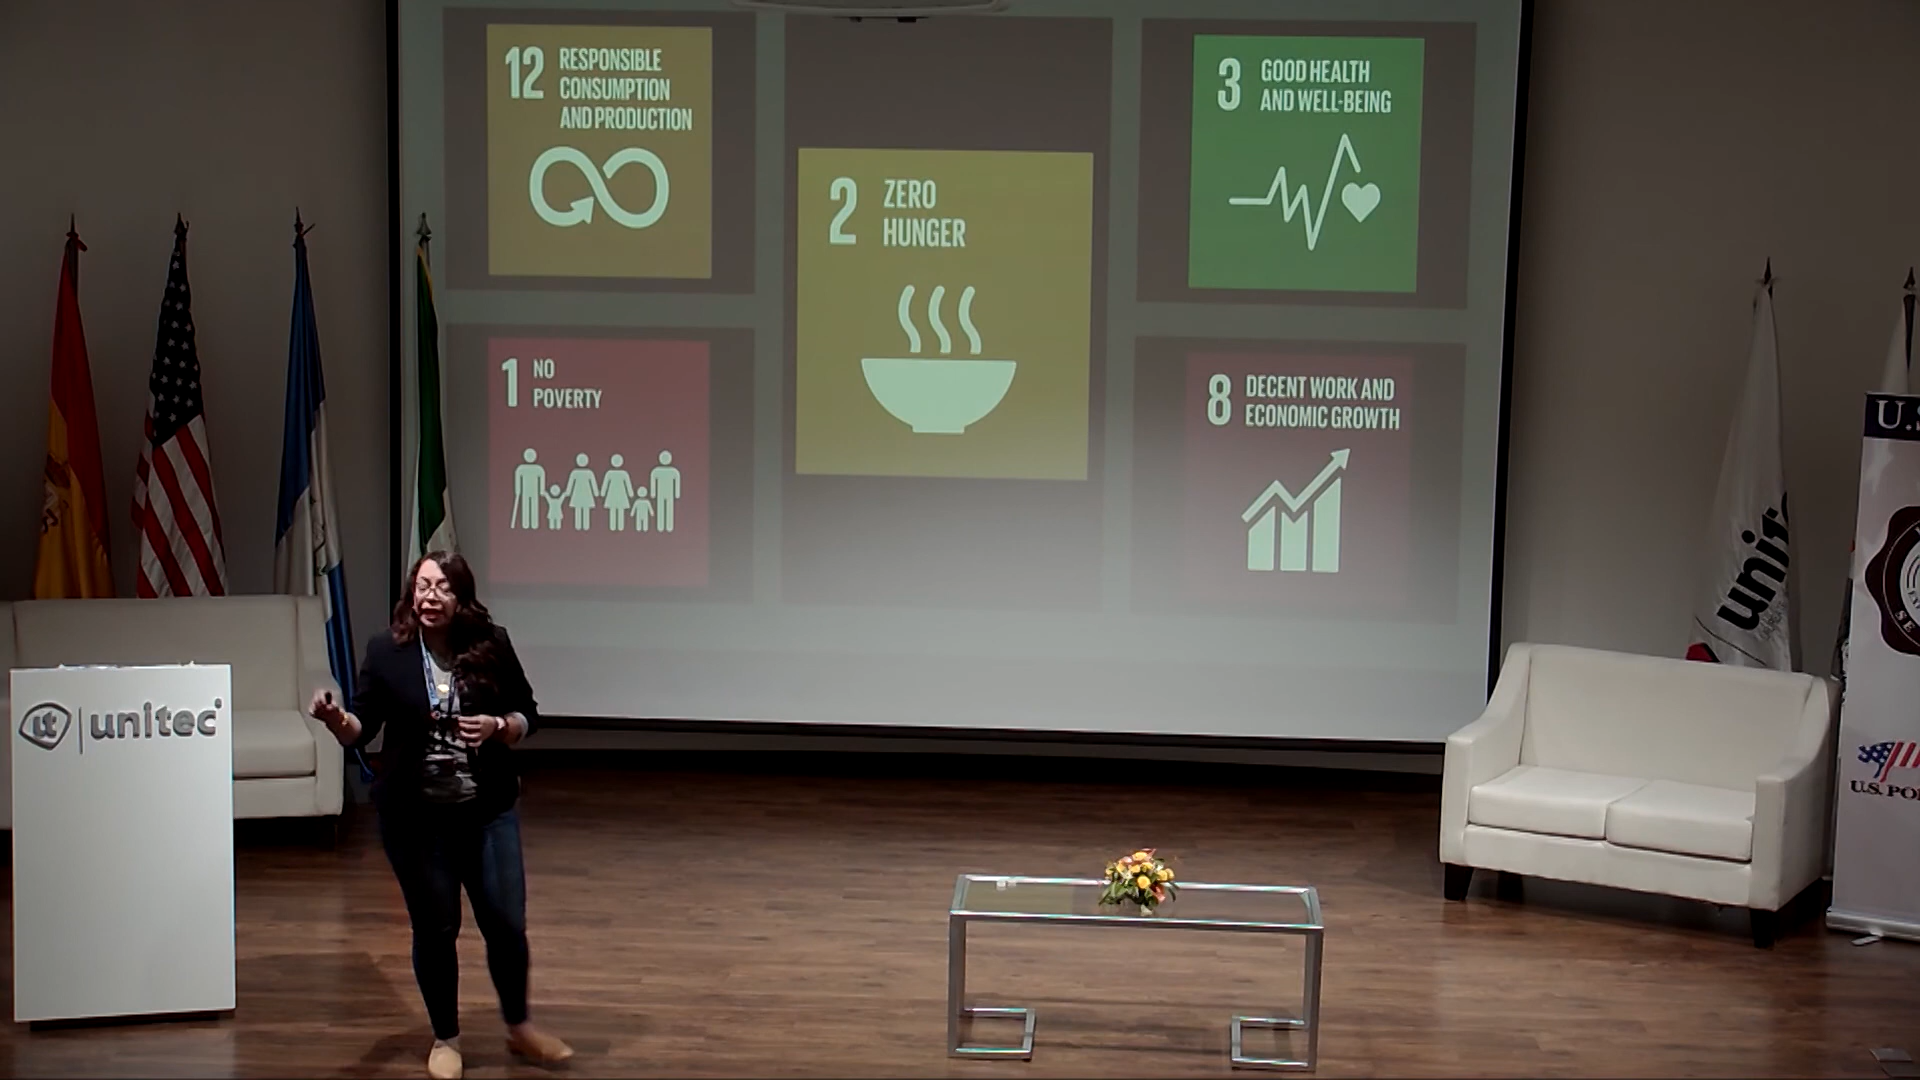 12 RESPONSIBLE
CONSUMPTION
AND PRODUCTION
2 ZERO
HUNGER
3 GOOD HEALTH
AND WELL-BEING
1 NO
POVERTY
8 DECENT WORK AND
ECONOMIC GROWTH
unitec
U.S.